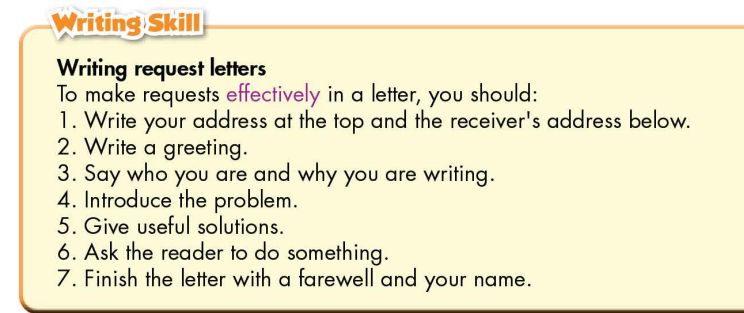 Writing Skill
Writing request letters
To make requests effectively in a letter, you should:
1. Write your address at the top and the receiver's address below.
2. Write a greeting.
3. Say who you are and why you are writing.
4. Introduce the problem.
5. Give useful solutions.
6. Ask the reader to do something.
7. Finish the letter with a farewell and your name.